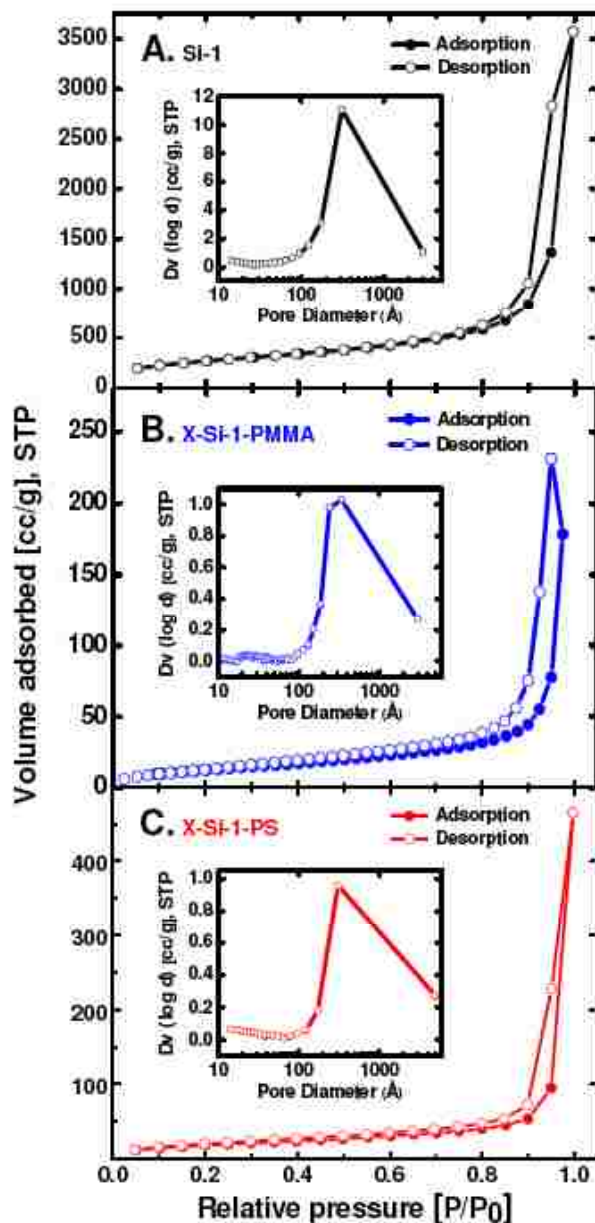 A. Si-1
Adsorption
Desorption
3500
3000
2500
2000
1500
1000
500
0
Dv (log d) [cc/g], STP
12
10
8
6
4
2
0
10 100 1000
Pore Diameter (Å)
B. X-Si-1-PMMA
Adsorption
Desorption
250
200
150
100
50
0
Dv (log d) [cc/g], STP
1.0
0.8
0.6
0.4
0.2
0.0
10 100 1000
Pore Diameter (Å)
C. X-Si-1-PS
Adsorption
Desorption
400
300
200
100
Dv (log d) [cc/g], STP
1.0
0.8
0.6
0.4
0.2
0.0
10 100 1000
Pore Diameter (Å)
Volume adsorbed [cc/g], STP
0.0 0.2 0.4 0.6 0.8 1.0
Relative pressure [P/P0]